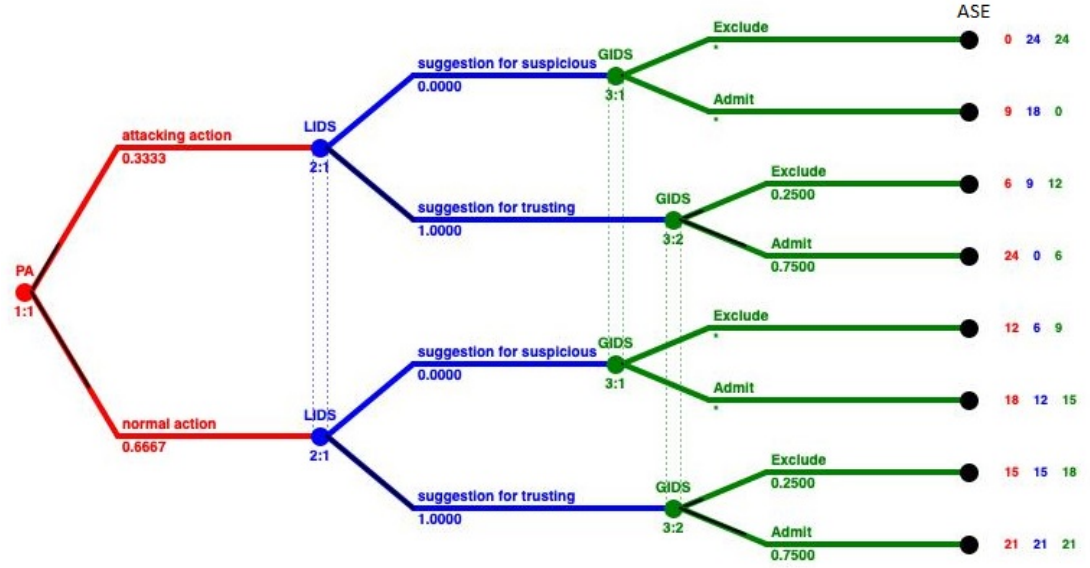 ASE
Exclude
*
0 24 24
GIDS
3:1
suggestion for suspicious
0.0000
Admit
*
9 18 0
LIDS
2:1
attacking action
0.3333
Exclude
0.2500
6 9 12
GIDS
3:2
suggestion for trusting
1.0000
Admit
0.7500
24 0 6
PA
1:1
Exclude
*
12 6 9
GIDS
3:1
suggestion for suspicious
0.0000
Admit
*
18 12 15
LIDS
2:1
normal action
0.6667
Exclude
0.2500
15 15 18
GIDS
3:2
suggestion for trusting
1.0000
Admit
0.7500
21 21 21